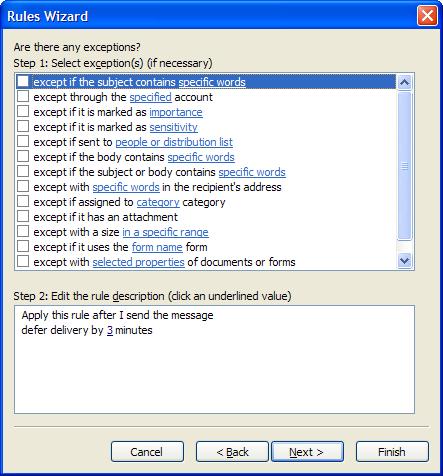 Rules Wizard
Are there any exceptions?
Step 1: Select exception(s) (if necessary)
except if the subject contains specific words
except through the specified account
except if it is marked as importance
except if it is marked as sensitivity
except if sent to people or distribution list
except if the body contains specific words
except if the subject or body contains specific words
except with specific words in the recipient's address
except if assigned to category category
except if it has an attachment
except with a size in a specific range
except if it uses the form name form
except with selected properties of documents or forms
Step 2: Edit the rule description (click an underlined value)
Apply this rule after I send the message
defer delivery by 3 minutes
Cancel < Back Next > Finish